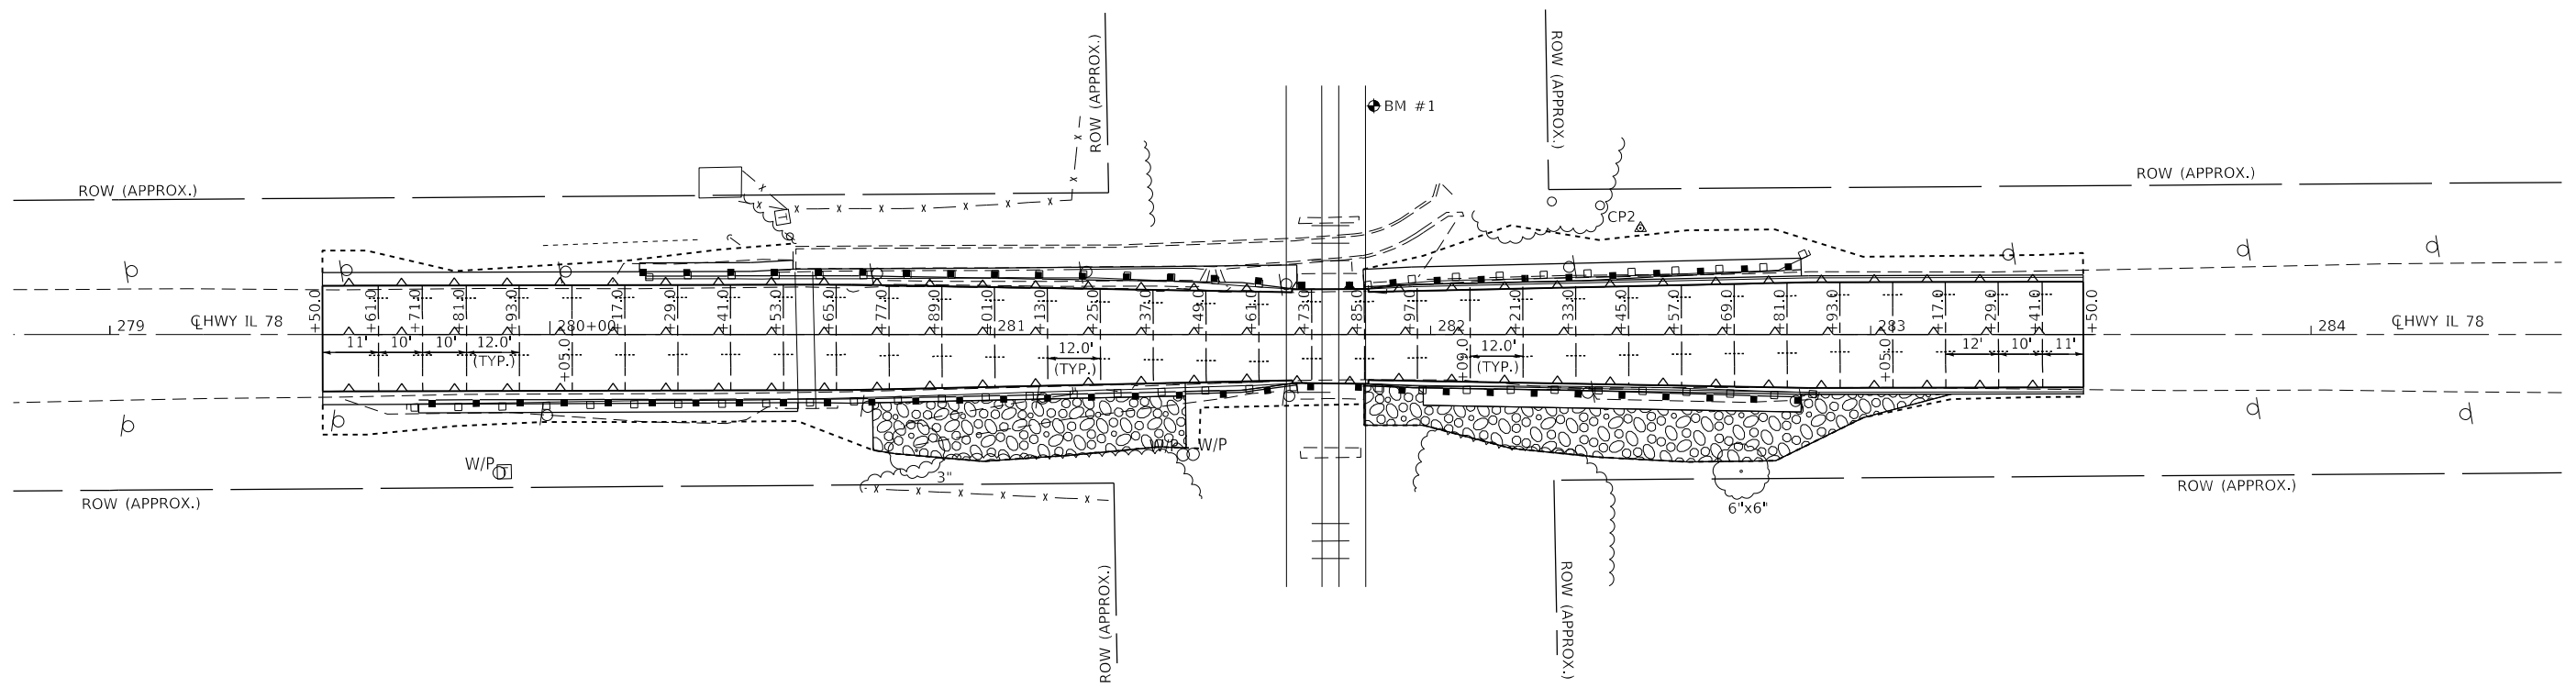 BM #1
ROW (APPROX.)
ROW (APPROX.)
ROW (APPROX.)
ROW (APPROX.)
CP2
T
+50.0
+61.0
+71.0
+81.0
+93.0
+05.0
+17.0
+29.0
+41.0
+53.0
+65.0
+77.0
+89.0
+01.0
+13.0
+25.0
+37.0
+49.0
+61.0
+73.0
+85.0
+97.0
+09.0
+21.0
+33.0
+45.0
+57.0
+69.0
+81.0
+93.0
+05.0
+17.0
+29.0
+41.0
+50.0
279
℄ HWY IL 78
280+00
281
282
283
284
℄ HWY IL 78
11'
10'
10'
12.0'
(TYP.)
12.0'
(TYP.)
12.0'
(TYP.)
12'
10'
11'
W/P
W/P
W/P
3"
6"x6"
ROW (APPROX.)
ROW (APPROX.)
ROW (APPROX.)
ROW (APPROX.)